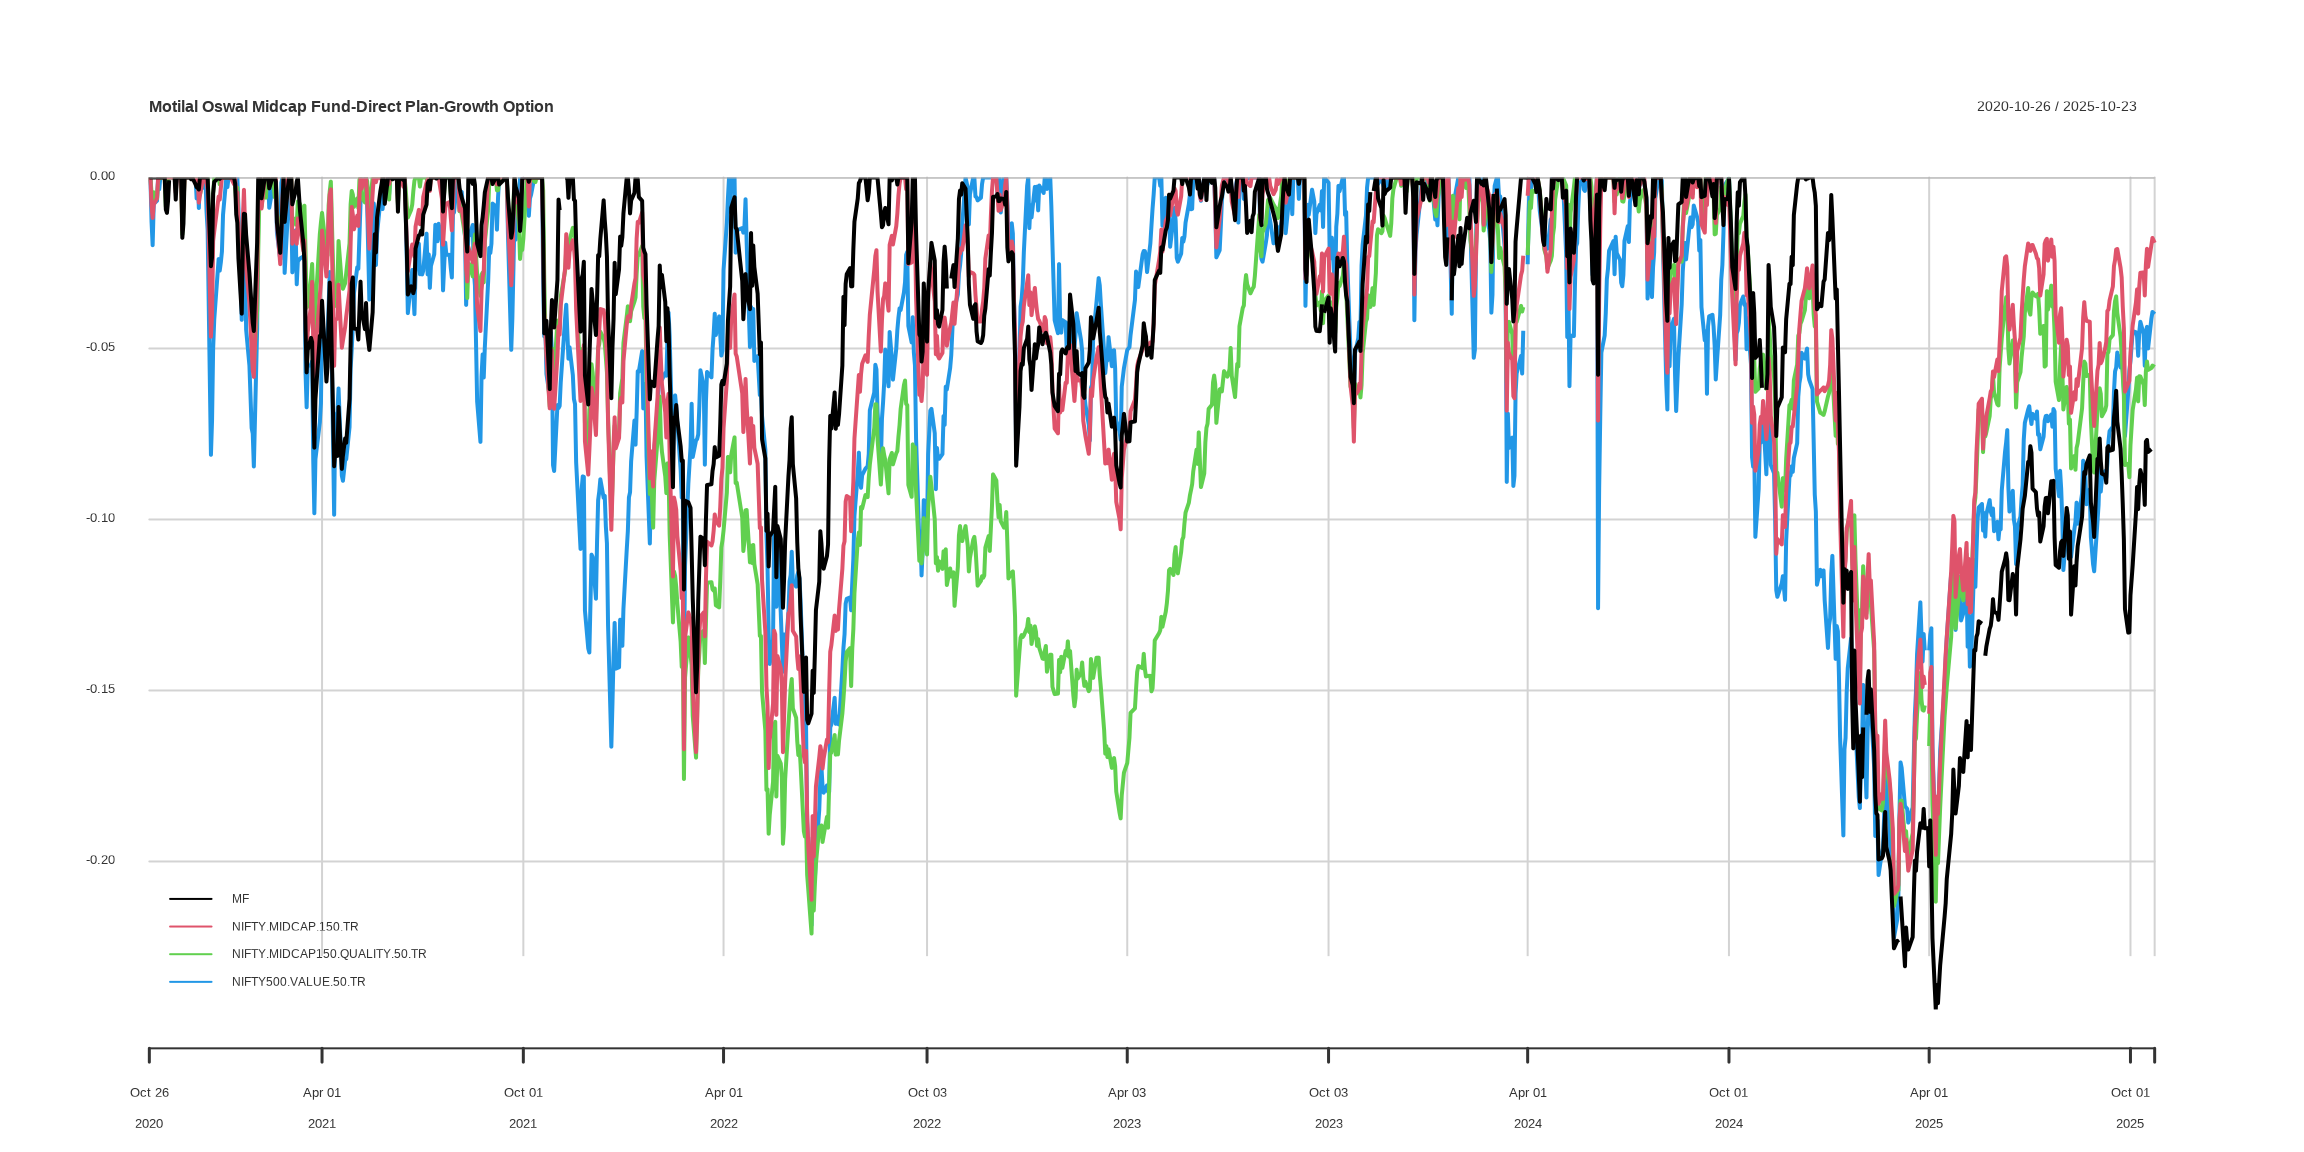 Motilal Oswal Midcap Fund-Direct Plan-Growth Option
2020-10-26 / 2025-10-23
0.00
-0.05
-0.10
-0.15
-0.20
MF
NIFTY.MIDCAP.150.TR
NIFTY.MIDCAP150.QUALITY.50.TR
NIFTY500.VALUE.50.TR
Oct 26 Apr 01 Oct 01 Apr 01 Oct 03 Apr 03 Oct 03 Apr 01 Oct 01 Apr 01 Oct 01
2020 2021 2021 2022 2022 2023 2023 2024 2024 2025 2025